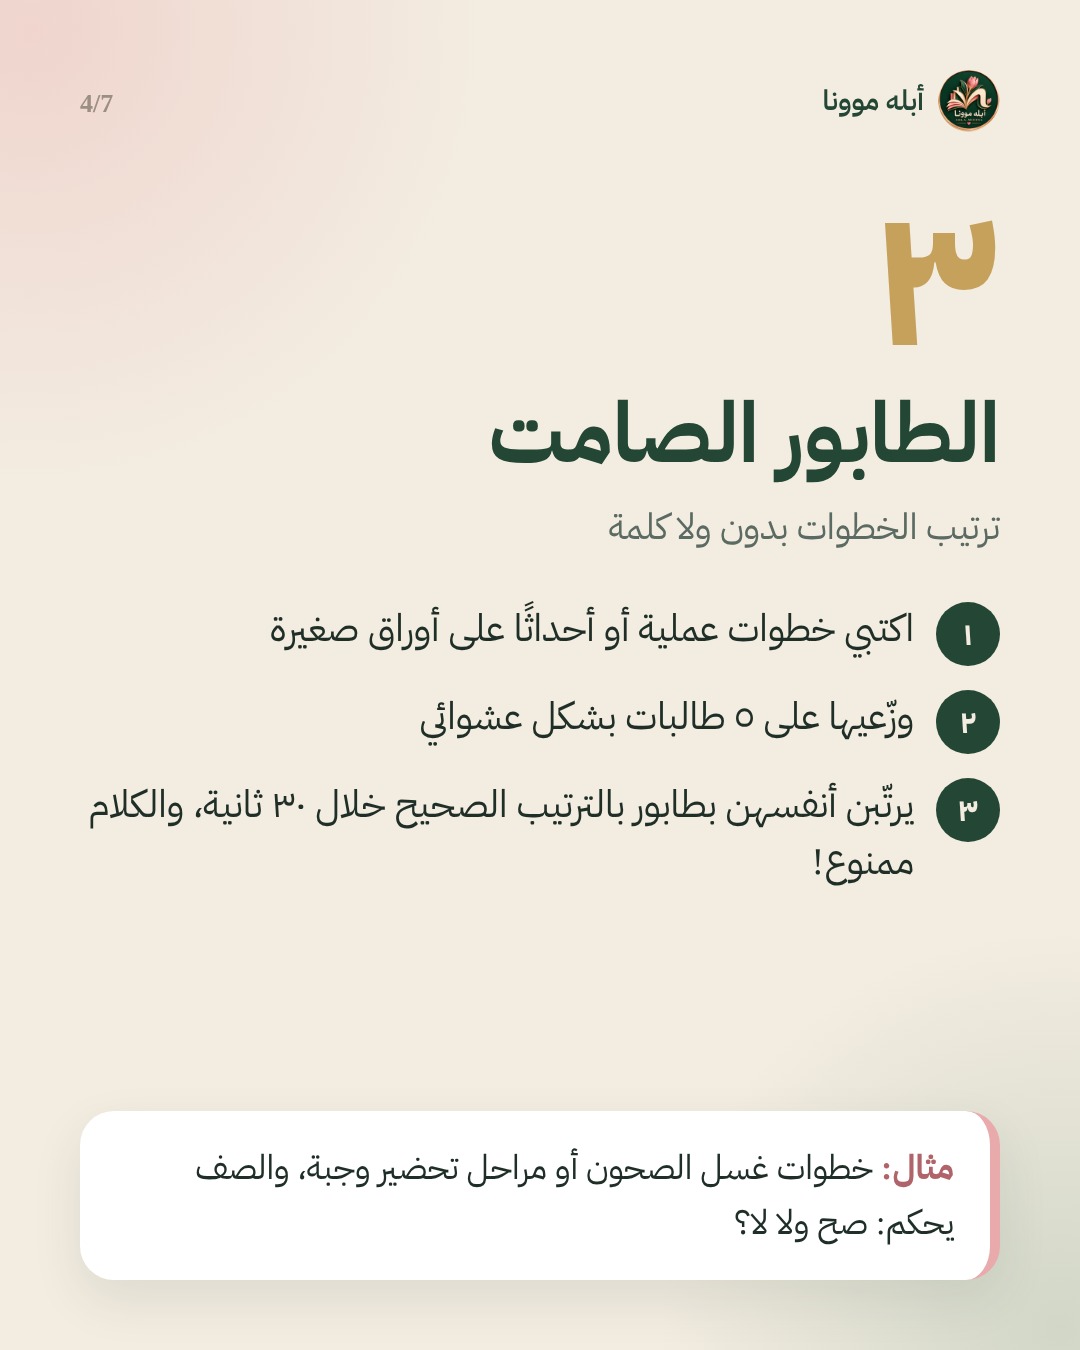 أبله موونا
4/7
٣
الطابور الصامت
ترتيب الخطوات بدون ولا كلمة
١ اكتبي خطوات عملية أو أحداثًا على أوراق صغيرة
٢ وزّعيها على ٥ طالبات بشكل عشوائي
٣ يرتّبن أنفسهن بطابور بالترتيب الصحيح خلال ٣٠ ثانية، والكلام
ممنوع!
مثال: خطوات غسل الصحون أو مراحل تحضير وجبة، والصف
يحكم: صح ولا لا؟